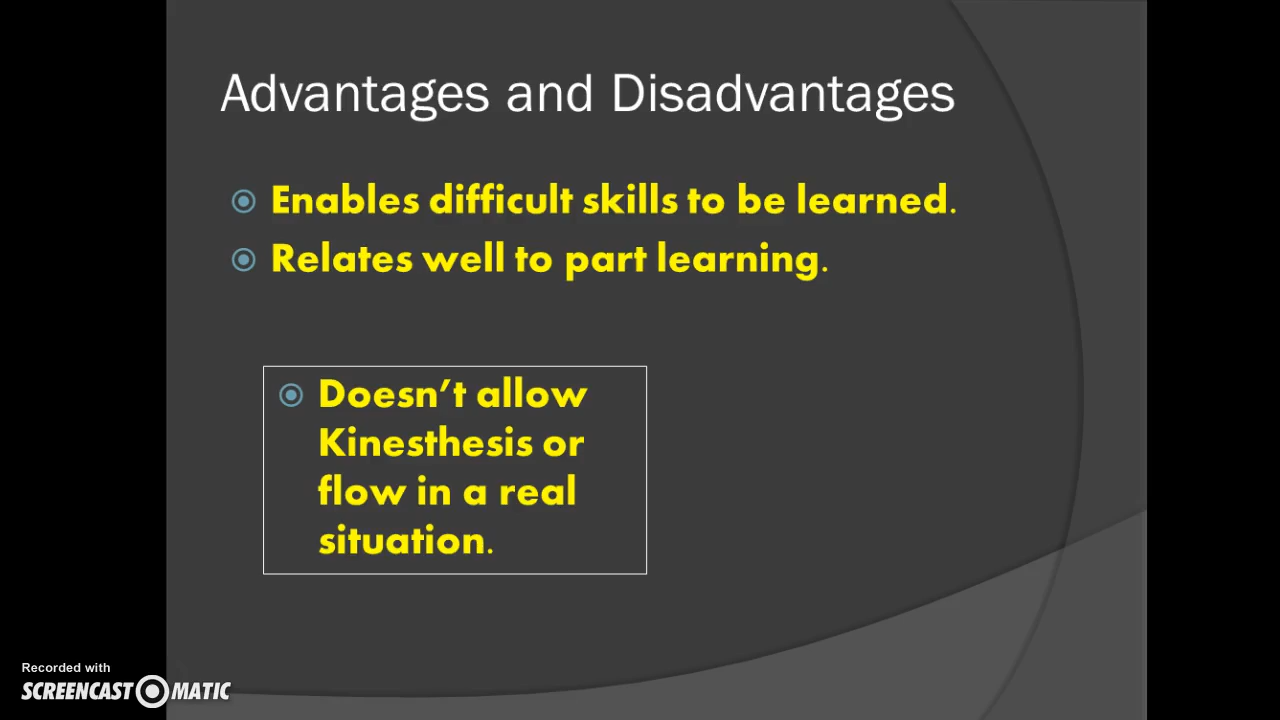 Advantages and Disadvantages
Enables difficult skills to be learned.
Relates well to part learning.
Doesn’t allow
Kinesthesis or
flow in a real
situation.
Recorded with
SCREENCAST MATIC